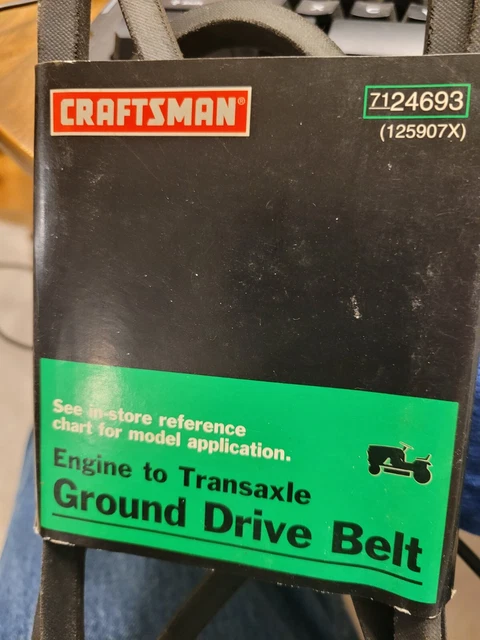 CRAFTSMAN®
7124693
(125907X)
See in-store reference
chart for model application.
Engine to Transaxle
Ground Drive Belt